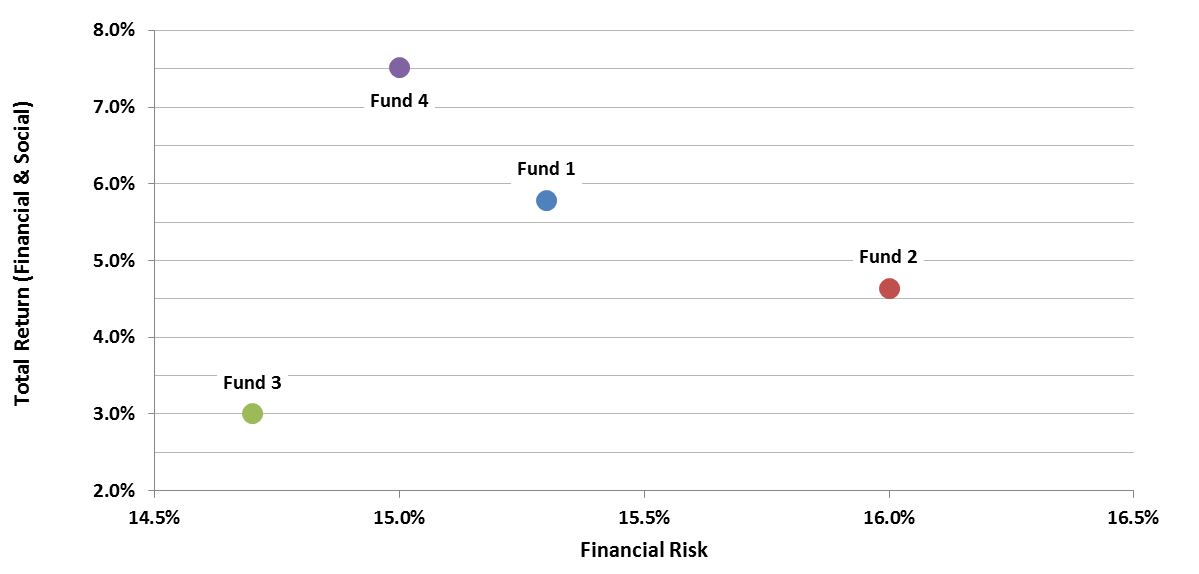 8.0%
7.0%
6.0%
5.0%
4.0%
3.0%
2.0%
Total Return (Financial & Social)
Fund 4
Fund 1
Fund 2
Fund 3
14.5% 15.0% 15.5% 16.0% 16.5%
Financial Risk